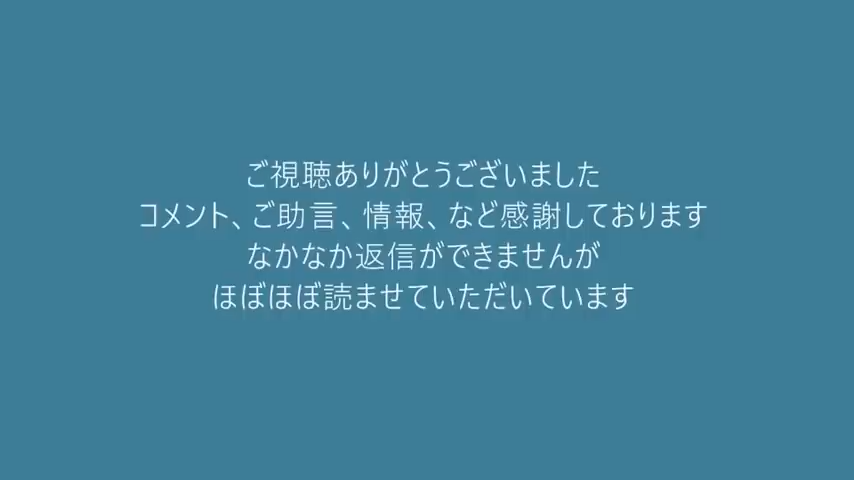 ご視聴ありがとうございました
コメント、ご助言、情報、など感謝しております
なかなか返信ができませんが
ほぼほぼ読ませていただいています